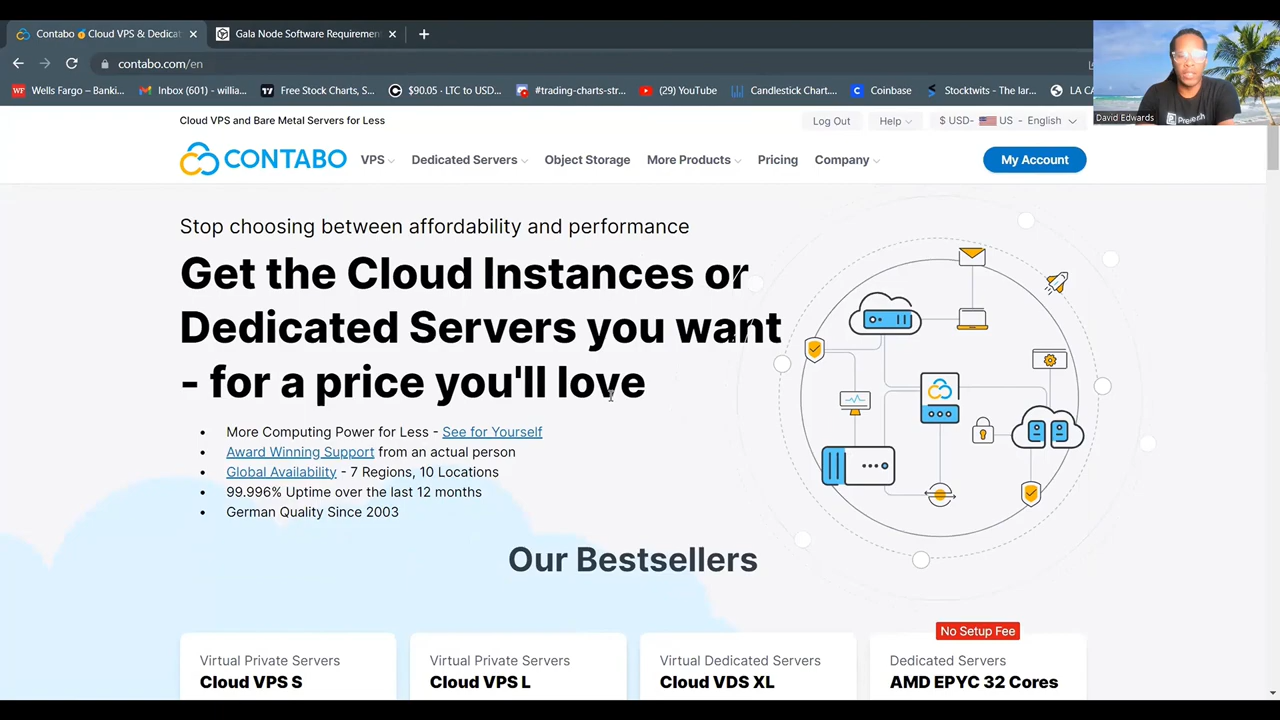 Contabo 🥇 Cloud VPS & Dedicat
Gala Node Software Requiremen
contabo.com/en
Wells Fargo – Banki...
Inbox (601) - willia...
Free Stock Charts, S...
$90.05 · LTC to USD...
#trading-charts-str...
(29) YouTube
Candlestick Chart...
Coinbase
Stocktwits - The lar...
LA CA
David Edwards
Cloud VPS and Bare Metal Servers for Less
Log Out
Help
$ USD- US - English
CONTABO
VPS
Dedicated Servers
Object Storage
More Products
Pricing
Company
My Account
Stop choosing between affordability and performance
Get the Cloud Instances or
Dedicated Servers you want
- for a price you'll love
• More Computing Power for Less - See for Yourself
• Award Winning Support from an actual person
• Global Availability - 7 Regions, 10 Locations
• 99.996% Uptime over the last 12 months
• German Quality Since 2003
Our Bestsellers
No Setup Fee
Virtual Private Servers
Cloud VPS S
Virtual Private Servers
Cloud VPS L
Virtual Dedicated Servers
Cloud VDS XL
Dedicated Servers
AMD EPYC 32 Cores